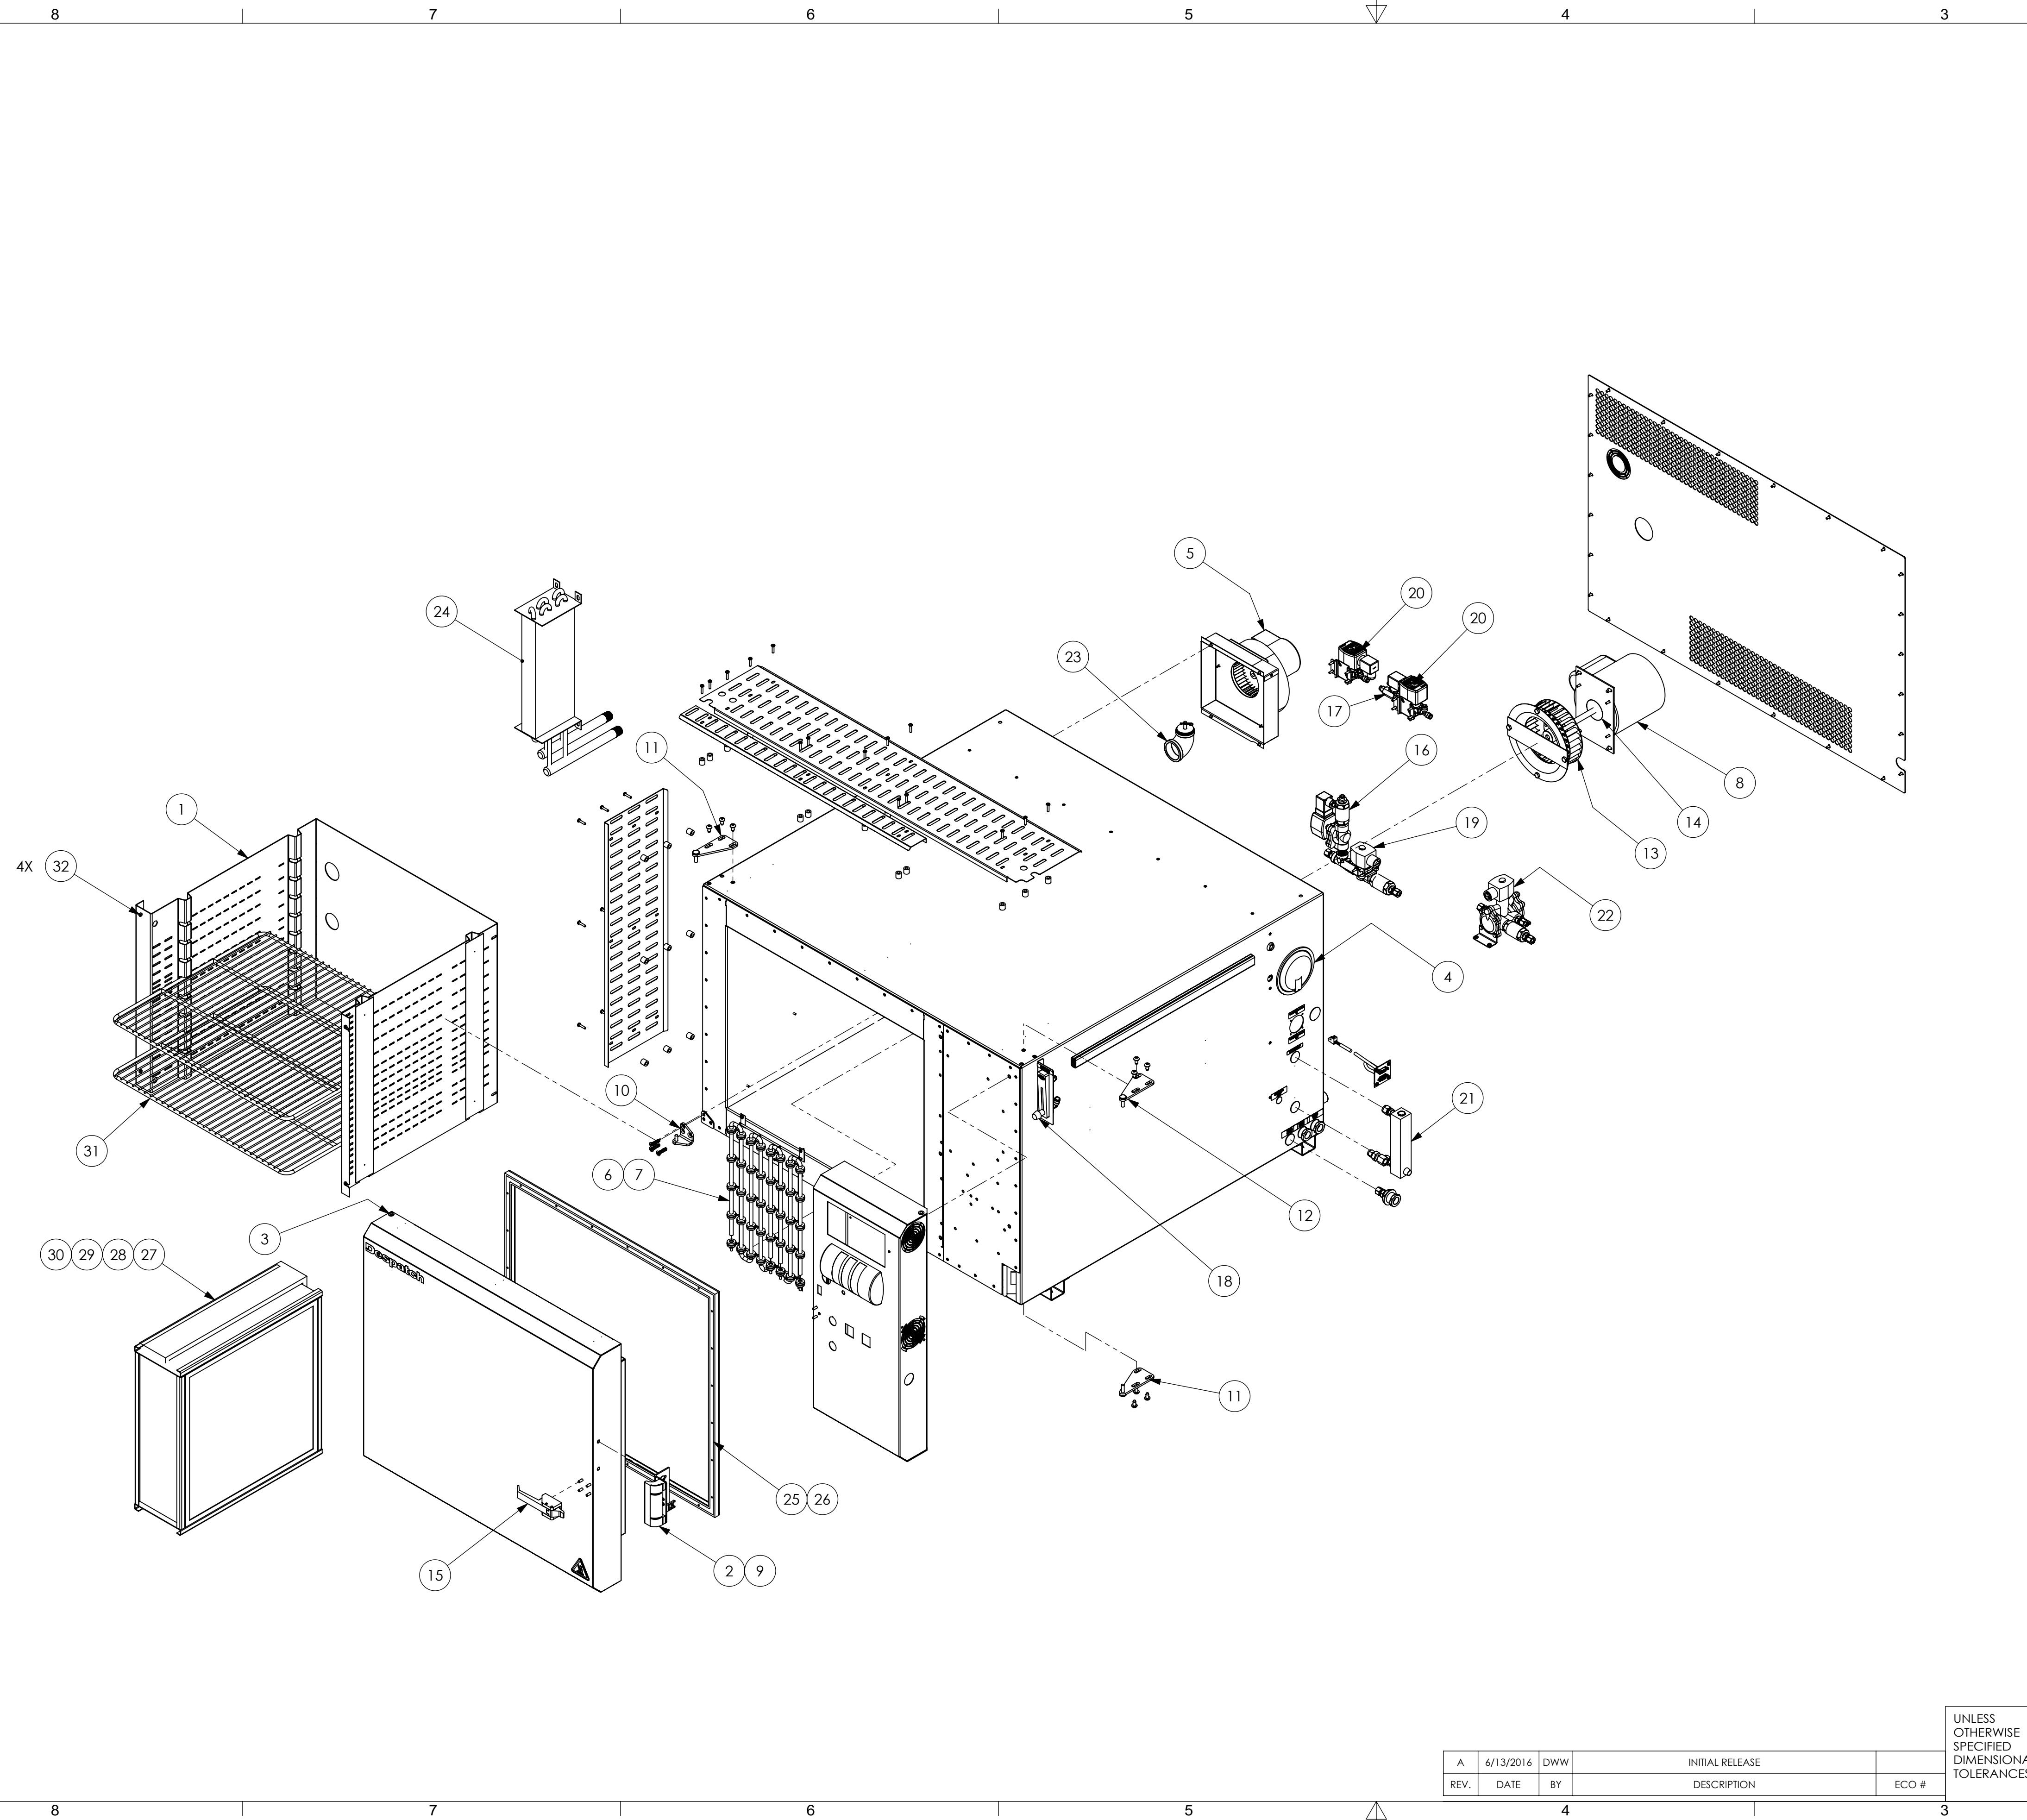 8 7 6 5 4 3
5
20
24
20
23
17
11
16
8
1
19
14
13
4X 32
22
4
10
21
31
6 7
12
3
30 29 28 27
18
Despatch
11
25 26
2 9
15
UNLESS
OTHERWISE
SPECIFIED
DIMENSIONA
TOLERANCES
A 6/13/2016 DWW INITIAL RELEASE
REV. DATE BY DESCRIPTION ECO #
8 7 6 5 4 3